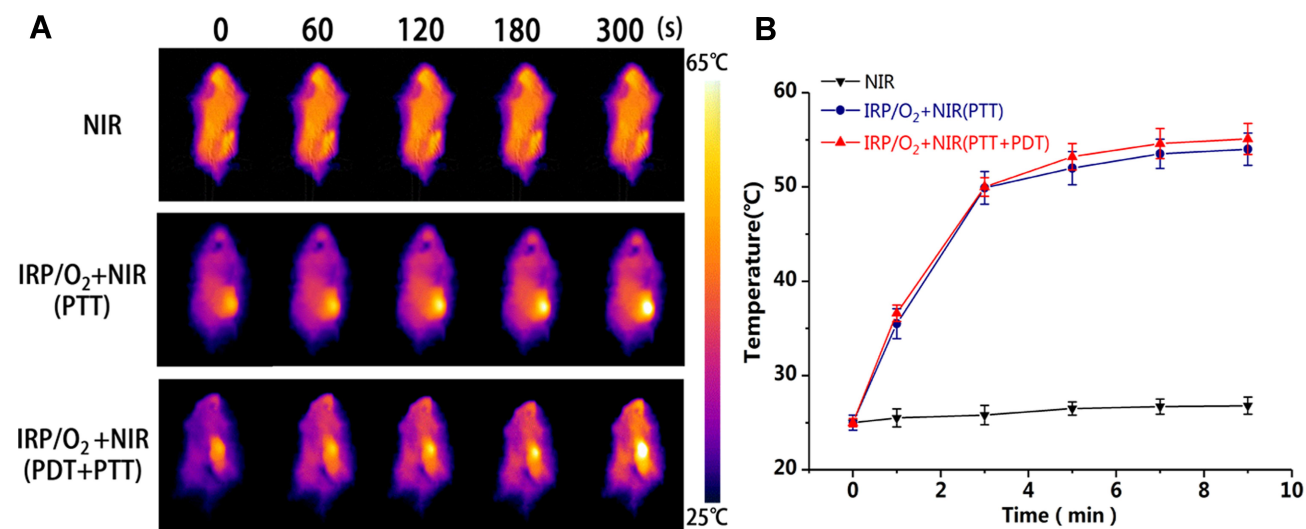 A
0 60 120 180 300 (s)
NIR
IRP/O₂+NIR
(PTT)
IRP/O₂+NIR
(PDT+PTT)
65℃
25℃
B
NIR
IRP/O₂+NIR(PTT)
IRP/O₂+NIR(PTT+PDT)
Temperature(℃)
60
50
40
30
20
0 2 4 6 8 10
Time ( min )